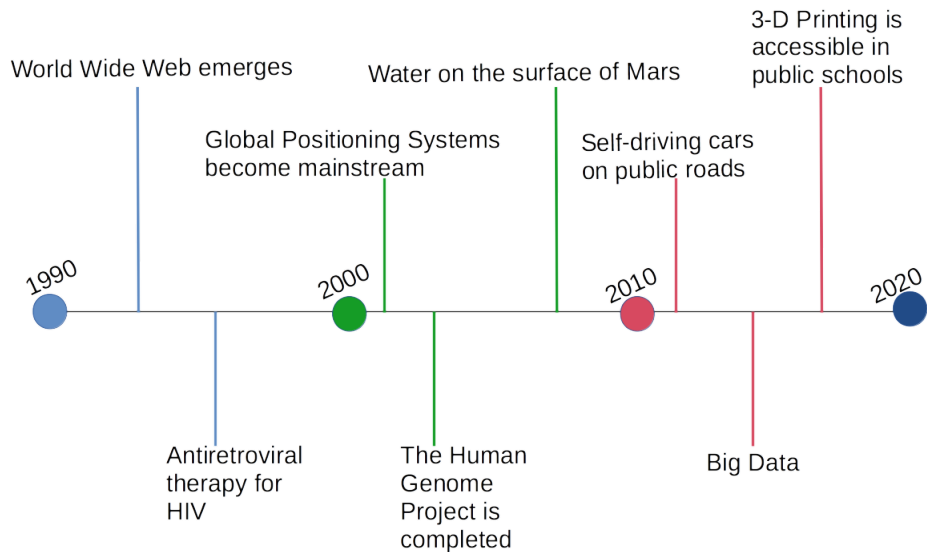 3-D Printing is
accessible in
public schools
World Wide Web emerges
Water on the surface of Mars
Global Positioning Systems
become mainstream
Self-driving cars
on public roads
1990
2000
2010
2020
Antiretroviral
therapy for
HIV
The Human
Genome
Project is
completed
Big Data